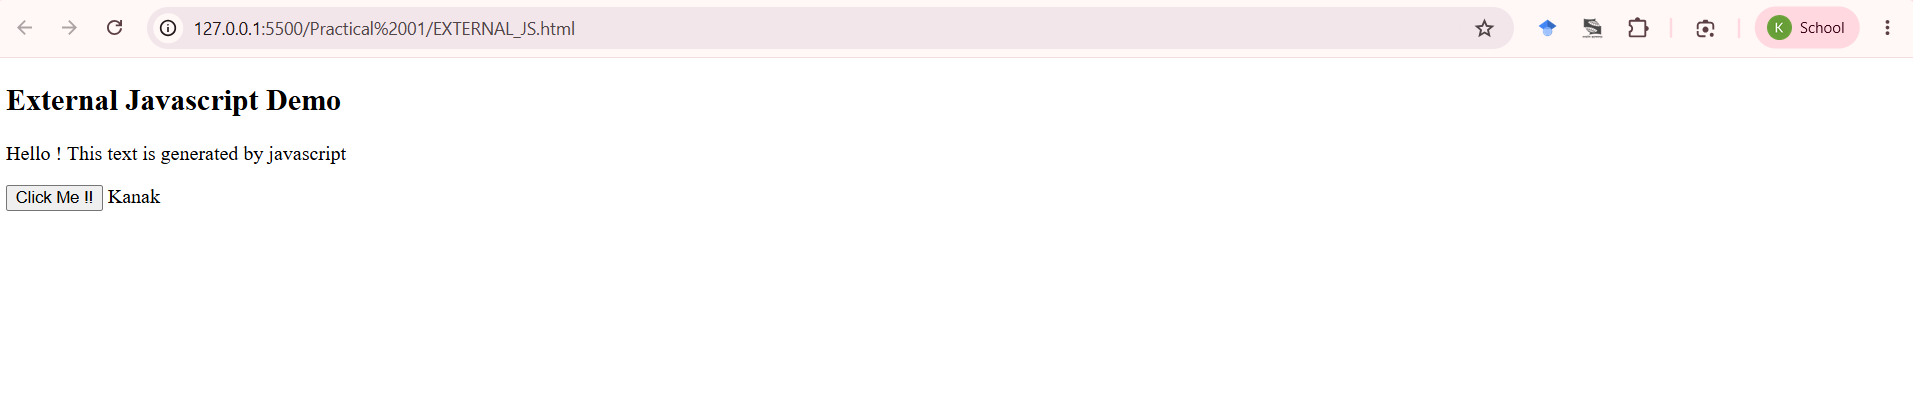 127.0.0.1:5500/Practical%2001/EXTERNAL_JS.html
K School
External Javascript Demo
Hello ! This text is generated by javascript
Click Me !! Kanak